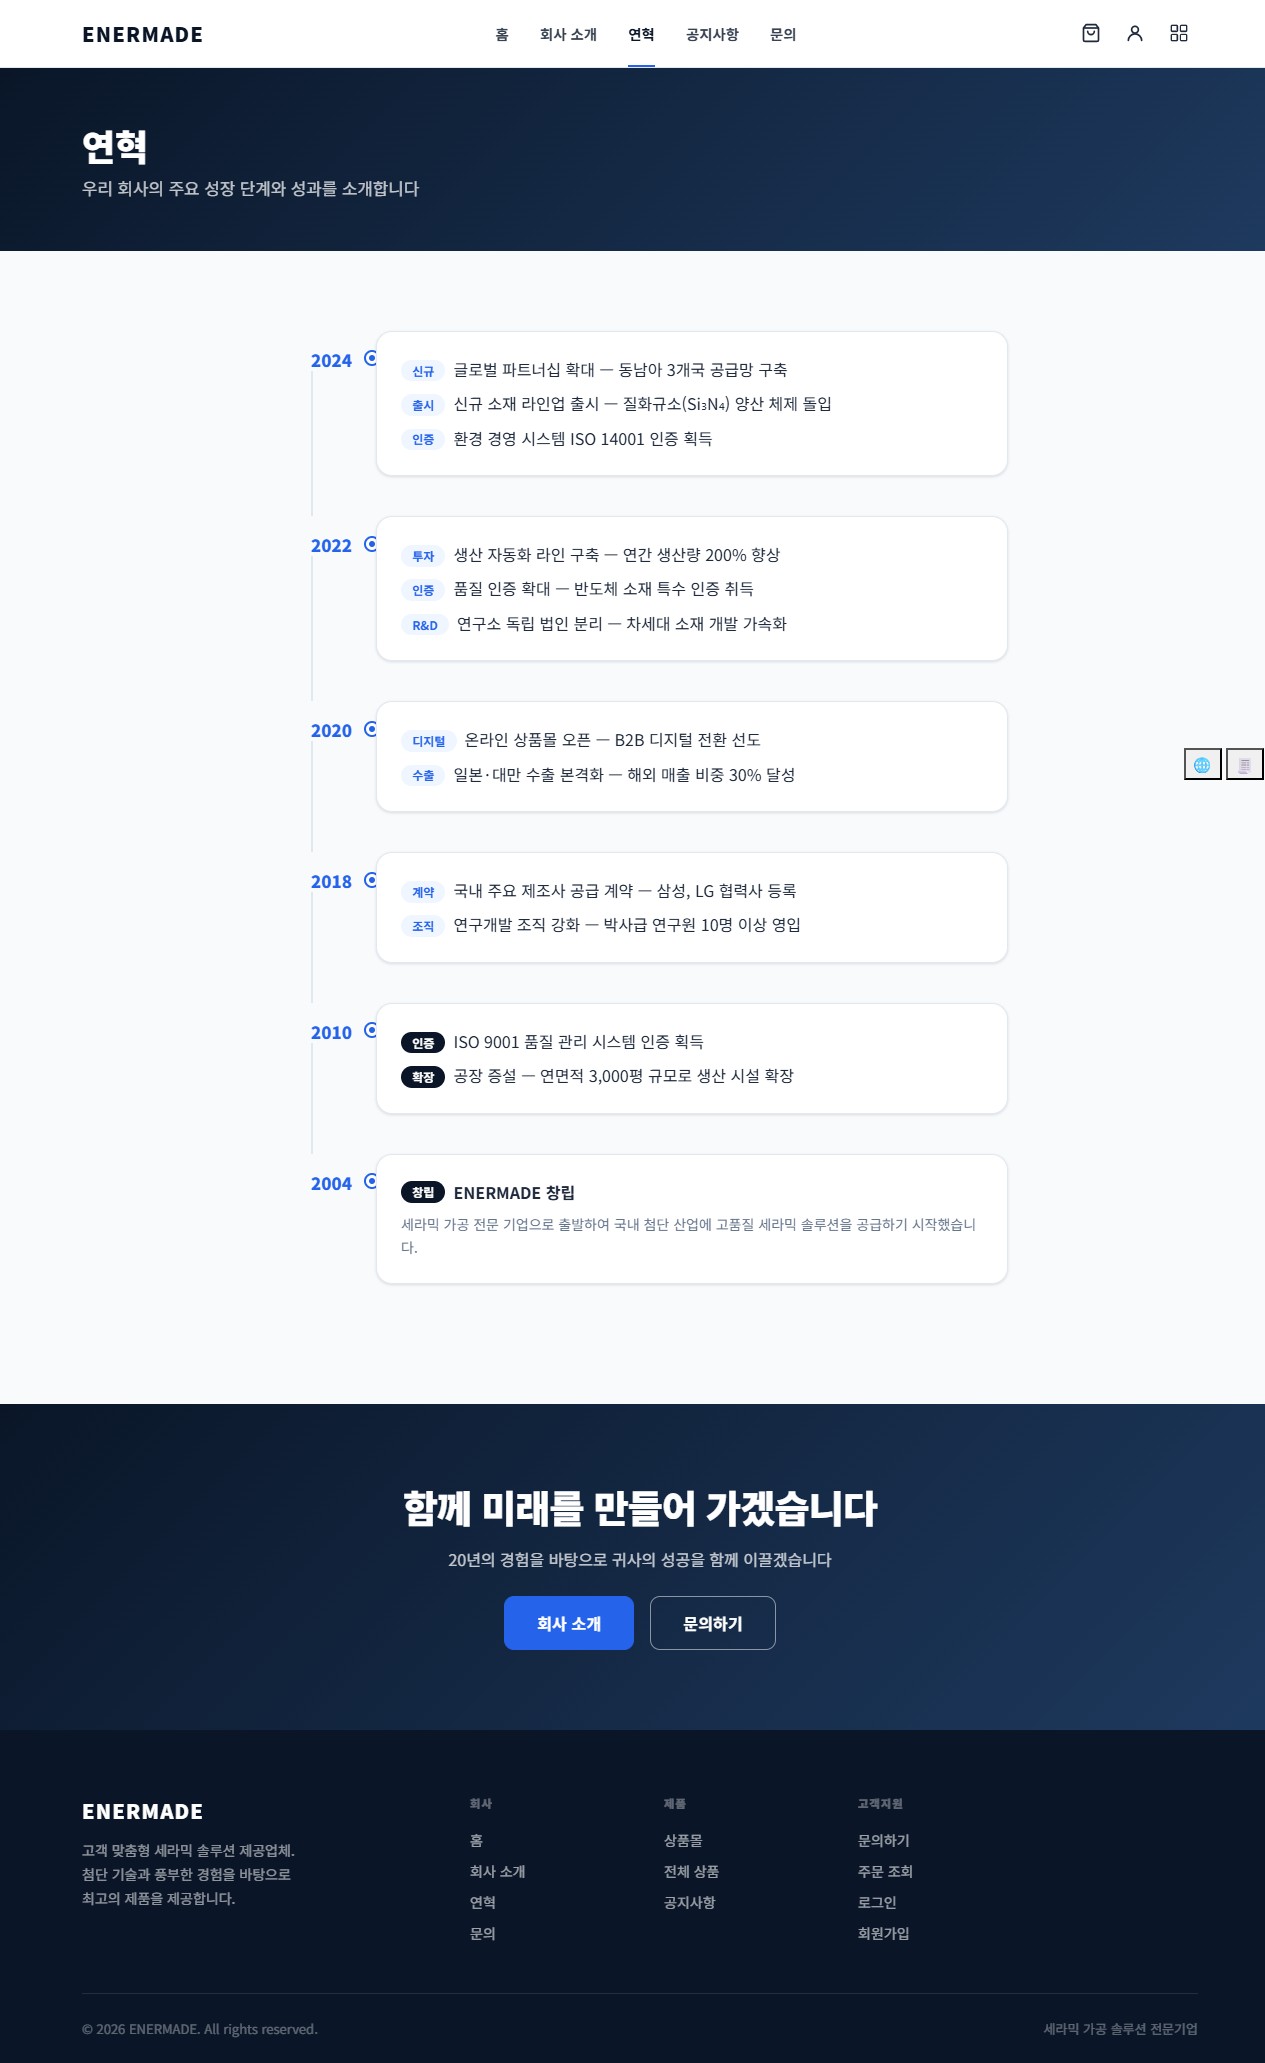 ENERMADE
홈 회사 소개 연혁 공지사항 문의
연혁
우리 회사의 주요 성장 단계와 성과를 소개합니다
2024
신규 글로벌 파트너십 확대 — 동남아 3개국 공급망 구축
출시 신규 소재 라인업 출시 — 질화규소(Si₃N₄) 양산 체제 돌입
인증 환경 경영 시스템 ISO 14001 인증 획득
2022
투자 생산 자동화 라인 구축 — 연간 생산량 200% 향상
인증 품질 인증 확대 — 반도체 소재 특수 인증 취득
R&D 연구소 독립 법인 분리 — 차세대 소재 개발 가속화
2020
디지털 온라인 상품몰 오픈 — B2B 디지털 전환 선도
수출 일본·대만 수출 본격화 — 해외 매출 비중 30% 달성
2018
계약 국내 주요 제조사 공급 계약 — 삼성, LG 협력사 등록
조직 연구개발 조직 강화 — 박사급 연구원 10명 이상 영입
2010
인증 ISO 9001 품질 관리 시스템 인증 획득
확장 공장 증설 — 연면적 3,000평 규모로 생산 시설 확장
2004
창립 ENERMADE 창립
세라믹 가공 전문 기업으로 출발하여 국내 첨단 산업에 고품질 세라믹 솔루션을 공급하기 시작했습니
다.
함께 미래를 만들어 가겠습니다
20년의 경험을 바탕으로 귀사의 성공을 함께 이끌겠습니다
회사 소개 문의하기
ENERMADE
고객 맞춤형 세라믹 솔루션 제공업체.
첨단 기술과 풍부한 경험을 바탕으로
최고의 제품을 제공합니다.
회사
홈
회사 소개
연혁
문의
제품
상품몰
전체 상품
공지사항
고객지원
문의하기
주문 조회
로그인
회원가입
© 2026 ENERMADE. All rights reserved.
세라믹 가공 솔루션 전문기업